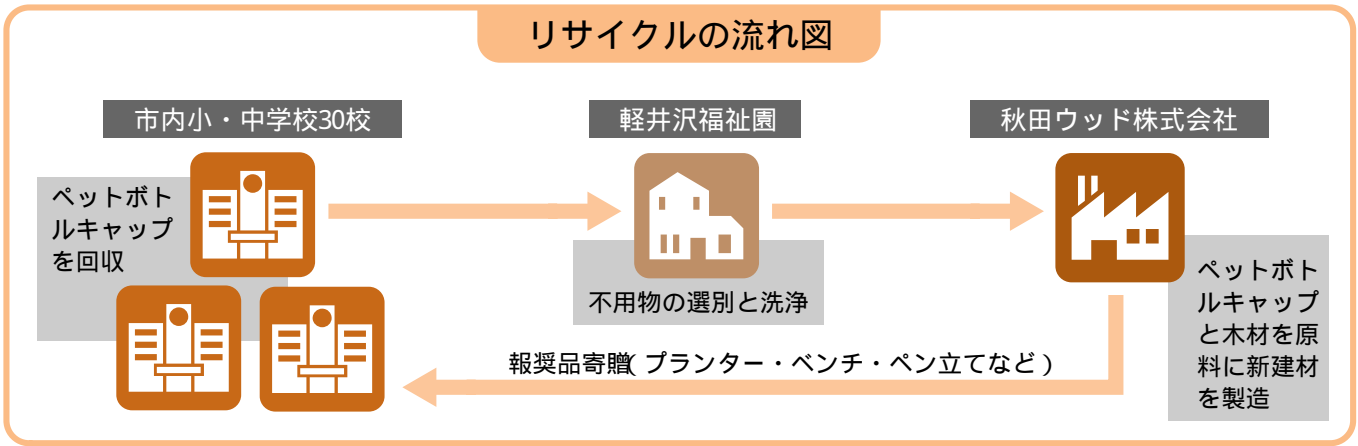 リサイクルの流れ図
市内小・中学校30校
軽井沢福祉園
秋田ウッド株式会社
ペットボト
ルキャップ
を回収
不用物の選別と洗浄
ペットボト
ルキャップ
と木材を原
料に新建材
を製造
報奨品寄贈(プランター・ベンチ・ペン立てなど)